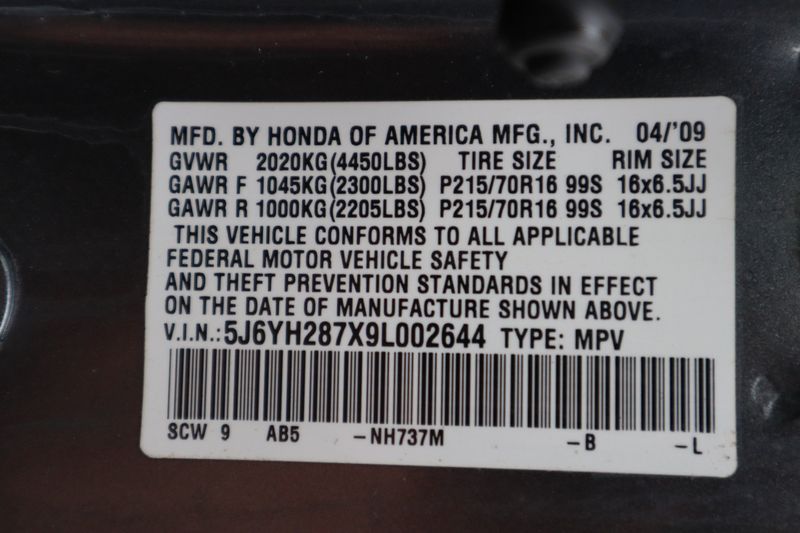 MFD. BY HONDA OF AMERICA MFG., INC. 04/'09
GVWR 2020KG(4450LBS) TIRE SIZE RIM SIZE
GAWR F 1045KG(2300LBS) P215/70R16 99S 16x6.5JJ
GAWR R 1000KG(2205LBS) P215/70R16 99S 16x6.5JJ
THIS VEHICLE CONFORMS TO ALL APPLICABLE
FEDERAL MOTOR VEHICLE SAFETY
AND THEFT PREVENTION STANDARDS IN EFFECT
ON THE DATE OF MANUFACTURE SHOWN ABOVE.
V.I.N.:5J6YH287X9L002644 TYPE: MPV
SCW 9 AB5 -NH737M -B -L